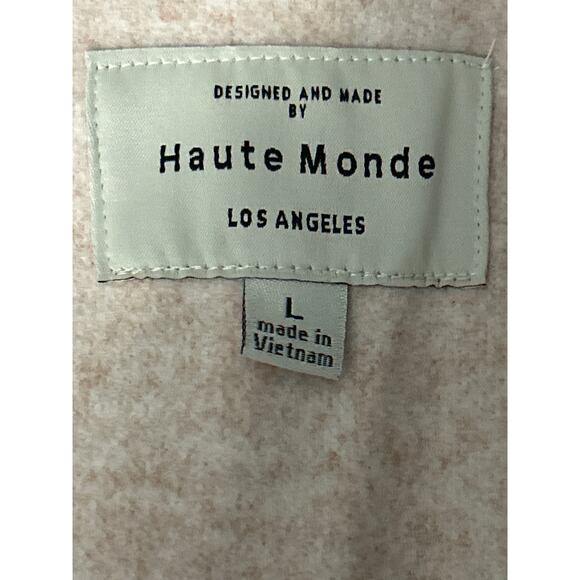 DESIGNED AND MADE
BY
Haute Monde
LOS ANGELES
L
made in
Vietnam